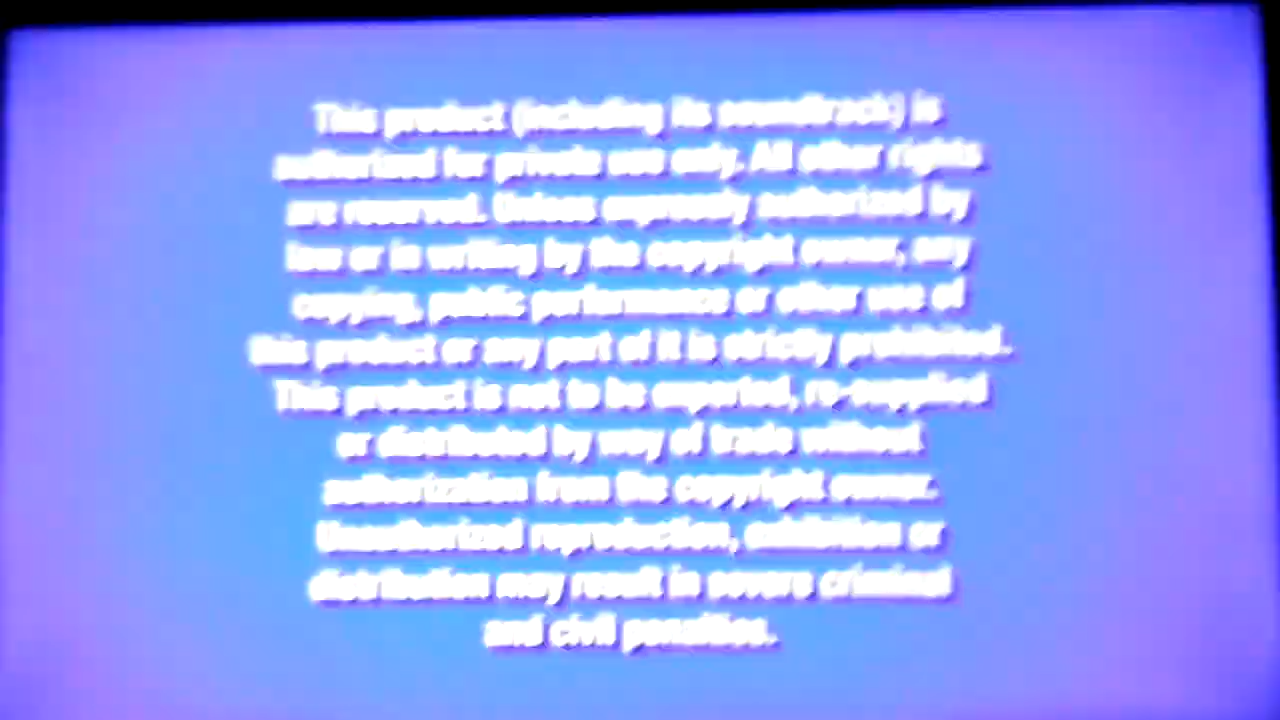 This product (including its soundtrack) is
authorized for private use only. All other rights
are reserved. Unless expressly authorized by
law or in writing by the copyright owner, any
copying, public performance or other use of
this product or any part of it is strictly prohibited.
This product is not to be exported, re-supplied
or distributed by way of trade without
authorization from the copyright owner.
Unauthorized reproduction, exhibition or
distribution may result in severe criminal
and civil penalties.